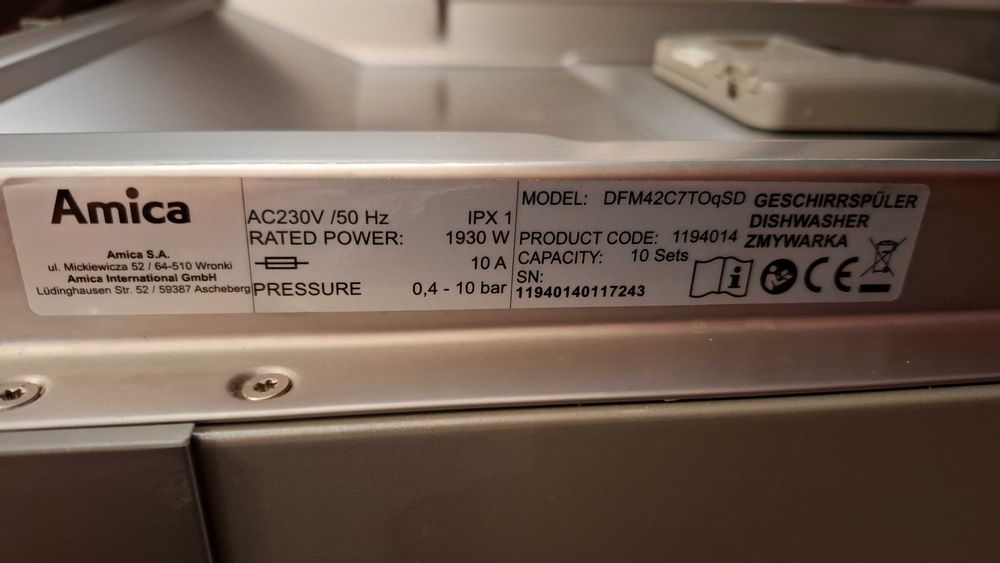 Amica
Amica S.A.
ul. Mickiewicza 52 / 64-510 Wronki
Amica International GmbH
Lüdinghausen Str. 52 / 59387 Ascheberg
AC230V /50 Hz IPX 1
RATED POWER: 1930 W
10 A
PRESSURE 0,4 - 10 bar
MODEL: DFM42C7TOqSD
PRODUCT CODE: 1194014
CAPACITY: 10 Sets
SN:
11940140117243
GESCHIRRSPÜLER
DISHWASHER
ZMYWARKA
i
CE